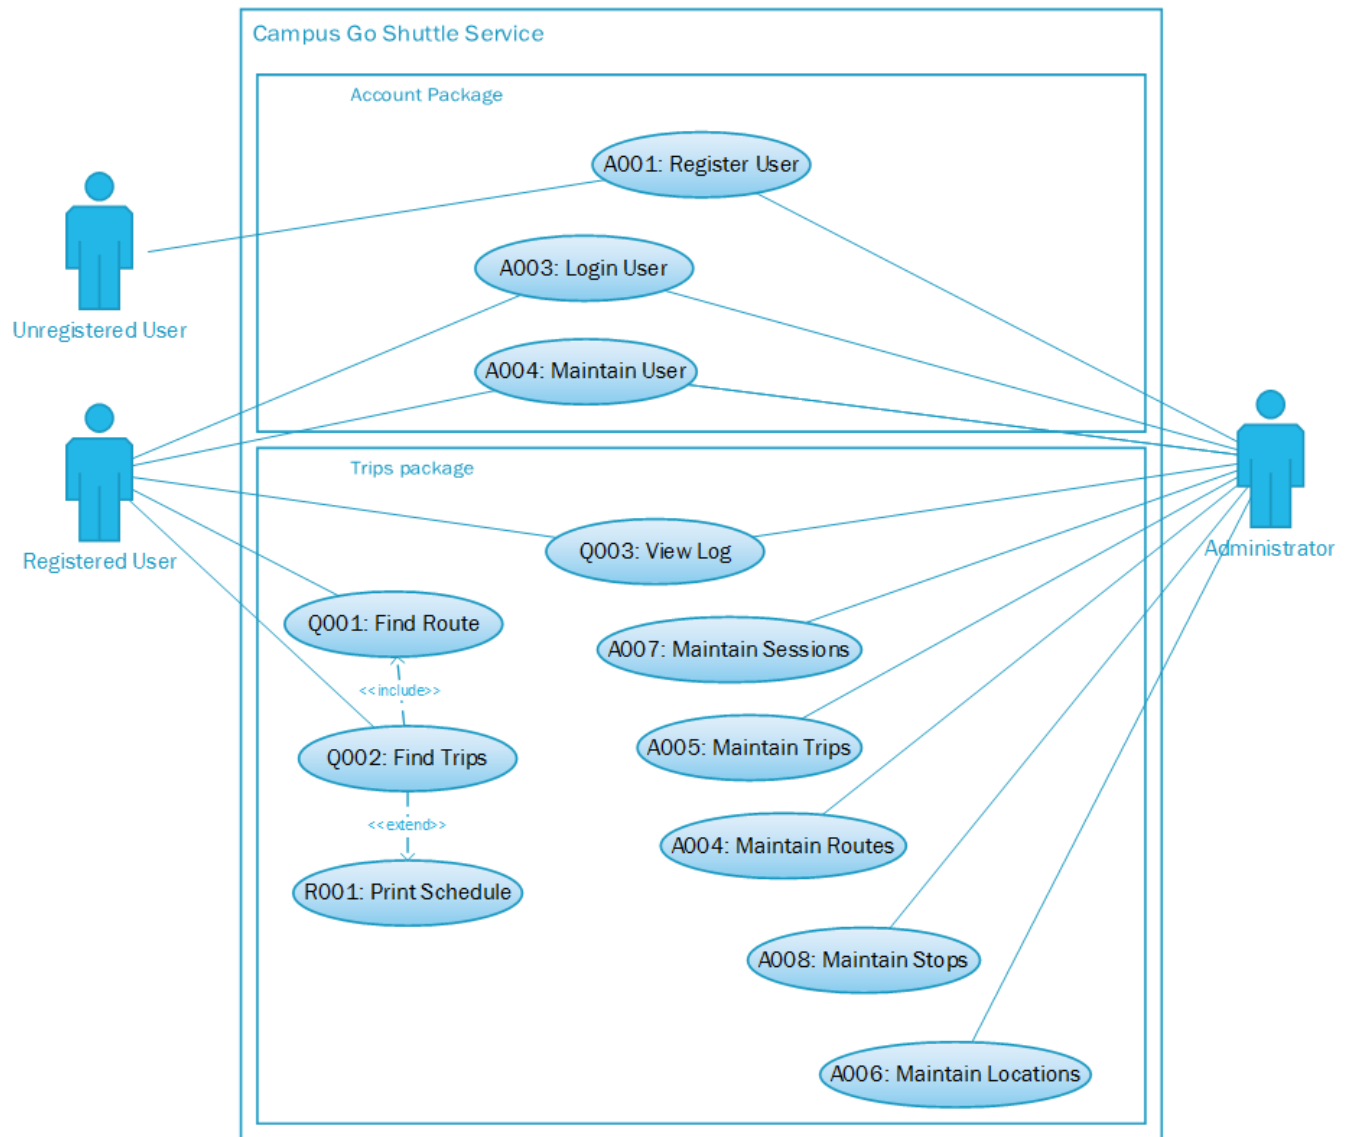 Campus Go Shuttle Service
Account Package
A001: Register User
Unregistered User
A003: Login User
A004: Maintain User
Trips package
Registered User
Q003: View Log
Administrator
Q001: Find Route
A007: Maintain Sessions
<<include>>
Q002: Find Trips
A005: Maintain Trips
<<extend>>
A004: Maintain Routes
R001: Print Schedule
A008: Maintain Stops
A006: Maintain Locations